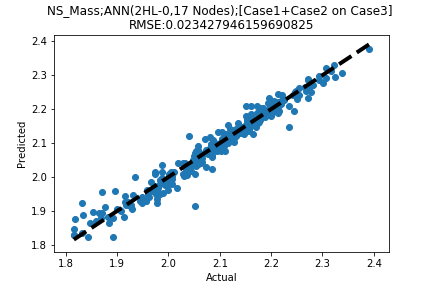 NS_Mass;ANN(2HL-0,17 Nodes);[Case1+Case2 on Case3]
RMSE:0.023427946159690825
2.4
2.3
2.2
2.1
2.0
1.9
1.8
Predicted
1.8 1.9 2.0 2.1 2.2 2.3 2.4
Actual